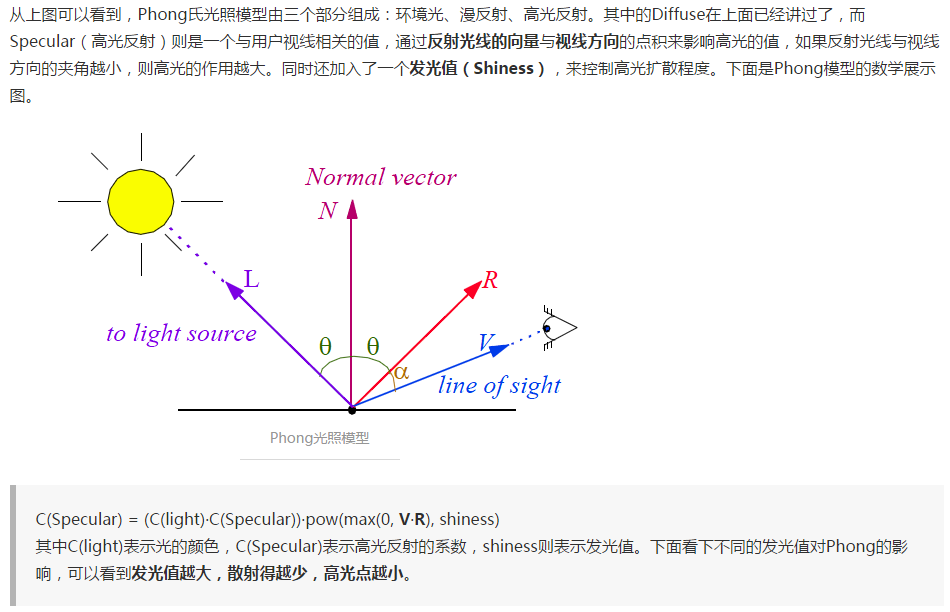 从上图可以看到，Phong氏光照模型由三个部分组成：环境光、漫反射、高光反射。其中的Diffuse在上面已经讲过了，而
Specular（高光反射）则是一个与用户视线相关的值，通过反射光线的向量与视线方向的点积来影响高光的值，如果反射光线与视线
方向的夹角越小，则高光的作用越大。同时还加入了一个发光值（Shiness），来控制高光扩散程度。下面是Phong模型的数学展示
图。
Normal vector
N
L
R
to light source
θ
θ
V
α
line of sight
Phong光照模型
C(Specular) = (C(light)·C(Specular))·pow(max(0, V·R), shiness)
其中C(light)表示光的颜色，C(Specular)表示高光反射的系数，shiness则表示发光值。下面看下不同的发光值对Phong的影
响，可以看到发光值越大，散射得越少，高光点越小。